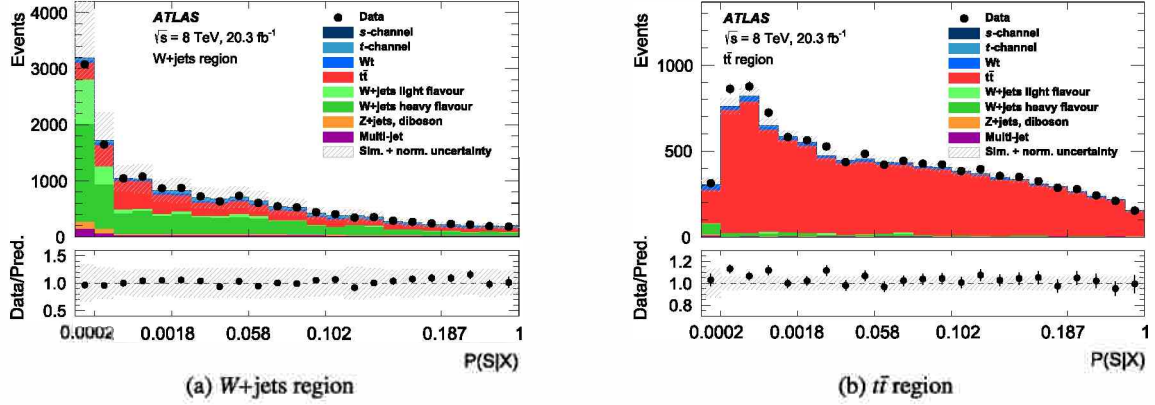 Events
4000
3000
2000
1000
0
ATLAS
√s = 8 TeV, 20.3 fb⁻¹
W+jets region
Data
s-channel
t-channel
Wt
tt̄
W+jets light flavour
W+jets heavy flavour
Z+jets, diboson
Multi-jet
Sim. + norm. uncertainty
Data/Pred.
1.5
1.0
0.5
0.0002 0.0018 0.058 0.102 0.187 1
P(S|X)
(a) W+jets region
Events
1000
500
0
ATLAS
√s = 8 TeV, 20.3 fb⁻¹
tt̄ region
Data
s-channel
t-channel
Wt
tt̄
W+jets light flavour
W+jets heavy flavour
Z+jets, diboson
Multi-jet
Sim. + norm. uncertainty
Data/Pred.
1.2
1.0
0.8
0.0002 0.0018 0.058 0.102 0.187 1
P(S|X)
(b) tt̄ region